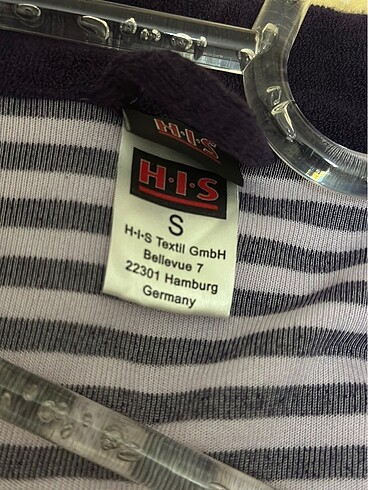 H·I·S
H·I·S
S
H·I·S Textil GmbH
Bellevue 7
22301 Hamburg
Germany